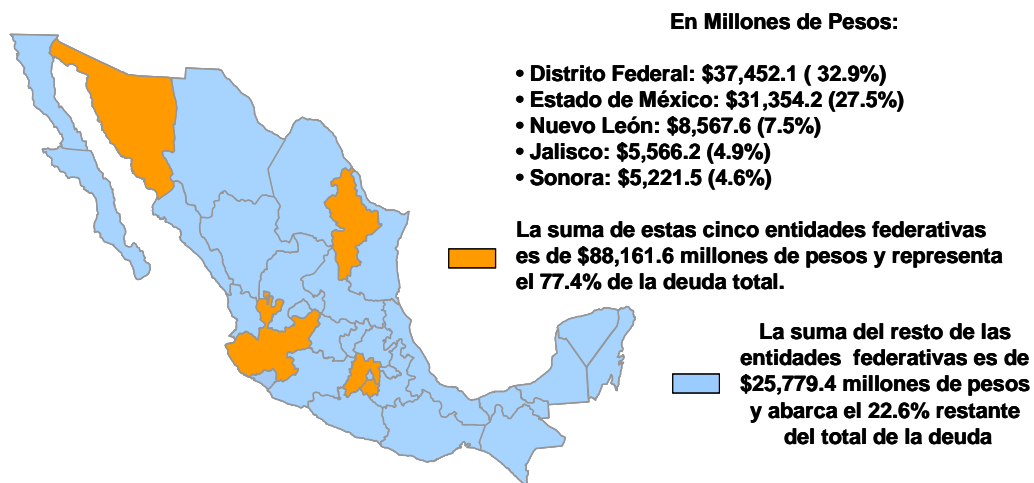 En Millones de Pesos:
• Distrito Federal: $37,452.1 ( 32.9%)
• Estado de México: $31,354.2 (27.5%)
• Nuevo León: $8,567.6 (7.5%)
• Jalisco: $5,566.2 (4.9%)
• Sonora: $5,221.5 (4.6%)
La suma de estas cinco entidades federativas
es de $88,161.6 millones de pesos y representa
el 77.4% de la deuda total.
La suma del resto de las
entidades federativas es de
$25,779.4 millones de pesos
y abarca el 22.6% restante
del total de la deuda